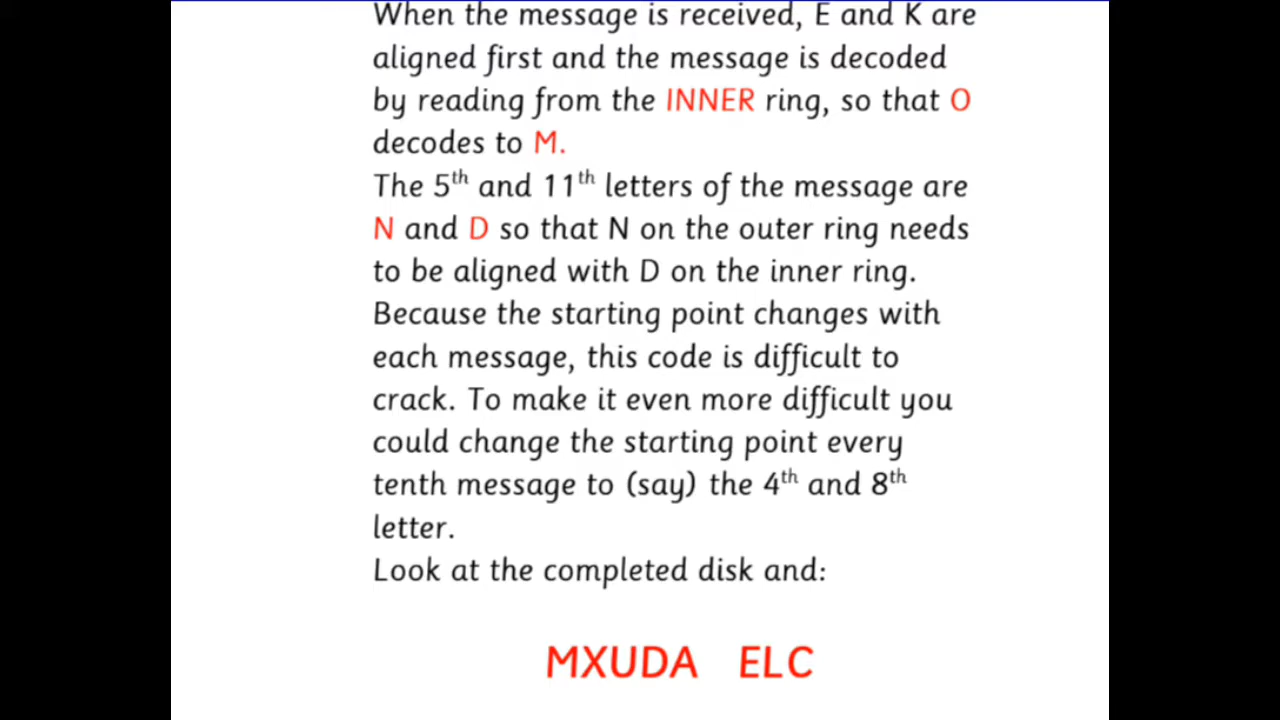 When the message is received, E and K are
aligned first and the message is decoded
by reading from the INNER ring, so that O
decodes to M.
The 5th and 11th letters of the message are
N and D so that N on the outer ring needs
to be aligned with D on the inner ring.
Because the starting point changes with
each message, this code is difficult to
crack. To make it even more difficult you
could change the starting point every
tenth message to (say) the 4th and 8th
letter.
Look at the completed disk and:
MXUDA ELC